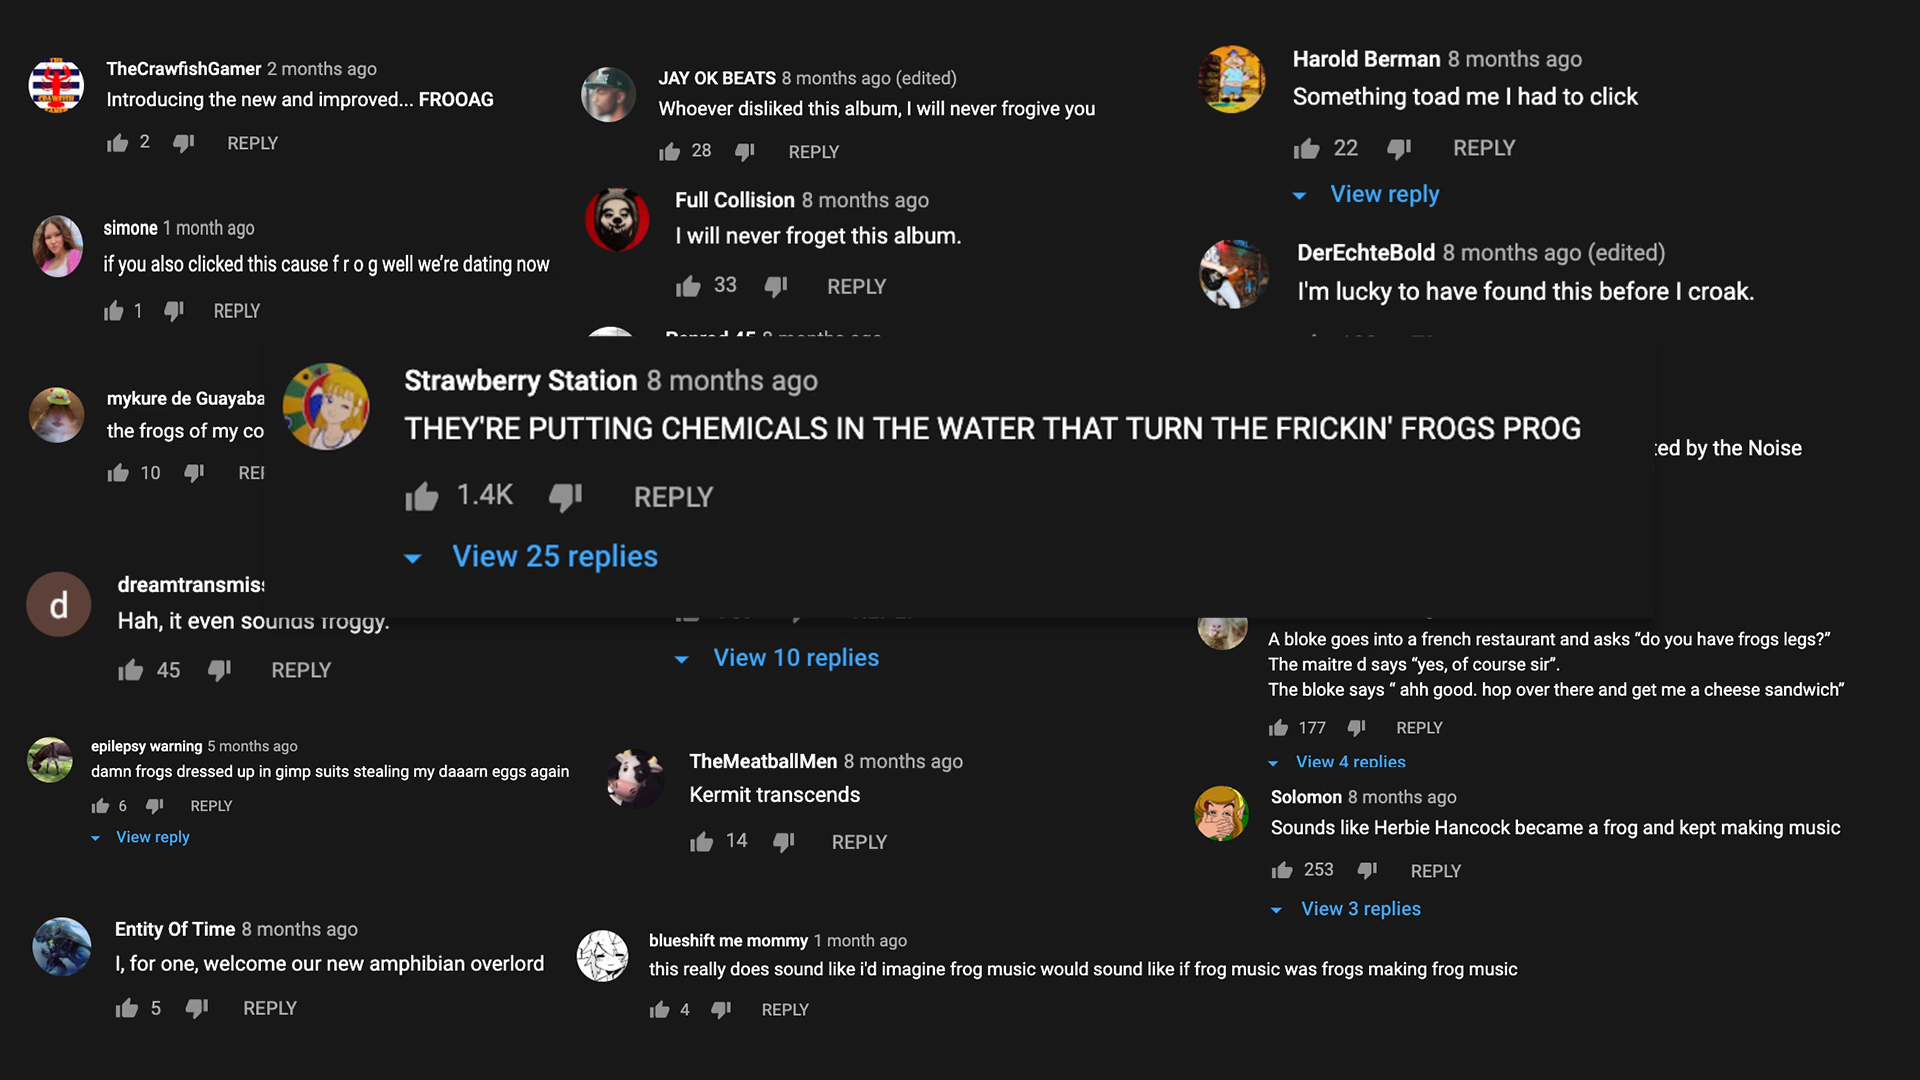 TheCrawfishGamer 2 months ago
Introducing the new and improved... FROOAG
2 REPLY
simone 1 month ago
if you also clicked this cause f r o g well we're dating now
1 REPLY
mykure de Guayaba
the frogs of my co
10
dreamtransmis
Hah, it even sounds froggy.
45 REPLY
epilepsy warning 5 months ago
damn frogs dressed up in gimp suits stealing my daaarn eggs again
6 REPLY
View reply
Entity Of Time 8 months ago
I, for one, welcome our new amphibian overlord
5 REPLY
JAY OK BEATS 8 months ago (edited)
Whoever disliked this album, I will never frogive you
28 REPLY
Full Collision 8 months ago
I will never froget this album.
33 REPLY
8 months ago
Strawberry Station 8 months ago
THEY'RE PUTTING CHEMICALS IN THE WATER THAT TURN THE FRICKIN' FROGS PROG
1.4K REPLY
View 25 replies
View 10 replies
TheMeatballMen 8 months ago
Kermit transcends
14 REPLY
blueshift me mommy 1 month ago
this really does sound like i'd imagine frog music would sound like if frog music was frogs making frog music
4 REPLY
Harold Berman 8 months ago
Something toad me I had to click
22 REPLY
View reply
DerEchteBold 8 months ago (edited)
I'm lucky to have found this before I croak.
ted by the Noise
A bloke goes into a french restaurant and asks “do you have frogs legs?”
The maitre d says “yes, of course sir”.
The bloke says “ ahh good. hop over there and get me a cheese sandwich”
177 REPLY
View 4 replies
Solomon 8 months ago
Sounds like Herbie Hancock became a frog and kept making music
253 REPLY
View 3 replies